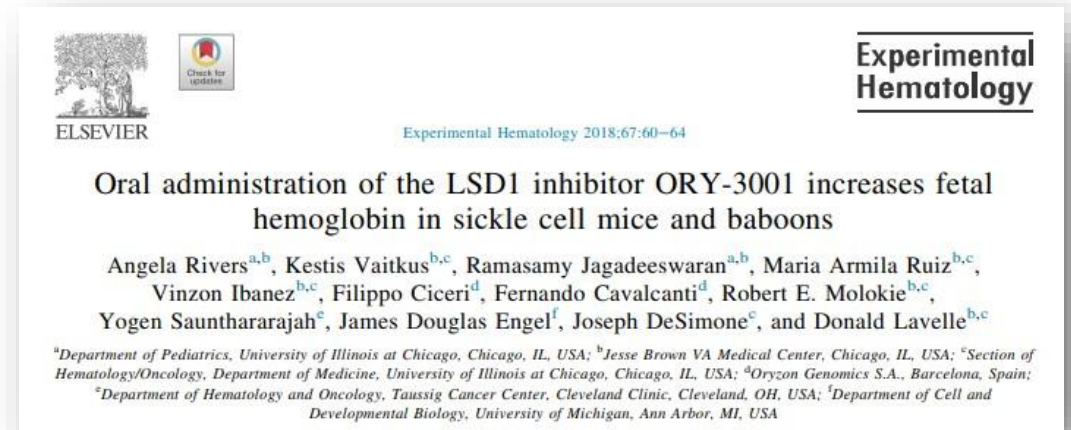 Check for
updates
ELSEVIER
Experimental
Hematology
Experimental Hematology 2018;67:60–64
Oral administration of the LSD1 inhibitor ORY-3001 increases fetal
hemoglobin in sickle cell mice and baboons
Angela Rivers^a,b, Kestis Vaitkus^b,c, Ramasamy Jagadeeswaran^a,b, Maria Armila Ruiz^b,c,
Vinzon Ibanez^b,c, Filippo Ciceri^d, Fernando Cavalcanti^d, Robert E. Molokie^b,c,
Yogen Saunthararajah^e, James Douglas Engel^f, Joseph DeSimone^c, and Donald Lavelle^b,c
^aDepartment of Pediatrics, University of Illinois at Chicago, Chicago, IL, USA; ^bJesse Brown VA Medical Center, Chicago, IL, USA; ^cSection of
Hematology/Oncology, Department of Medicine, University of Illinois at Chicago, Chicago, IL, USA; ^dOryzon Genomics S.A., Barcelona, Spain;
^eDepartment of Hematology and Oncology, Taussig Cancer Center, Cleveland Clinic, Cleveland, OH, USA; ^fDepartment of Cell and
Developmental Biology, University of Michigan, Ann Arbor, MI, USA